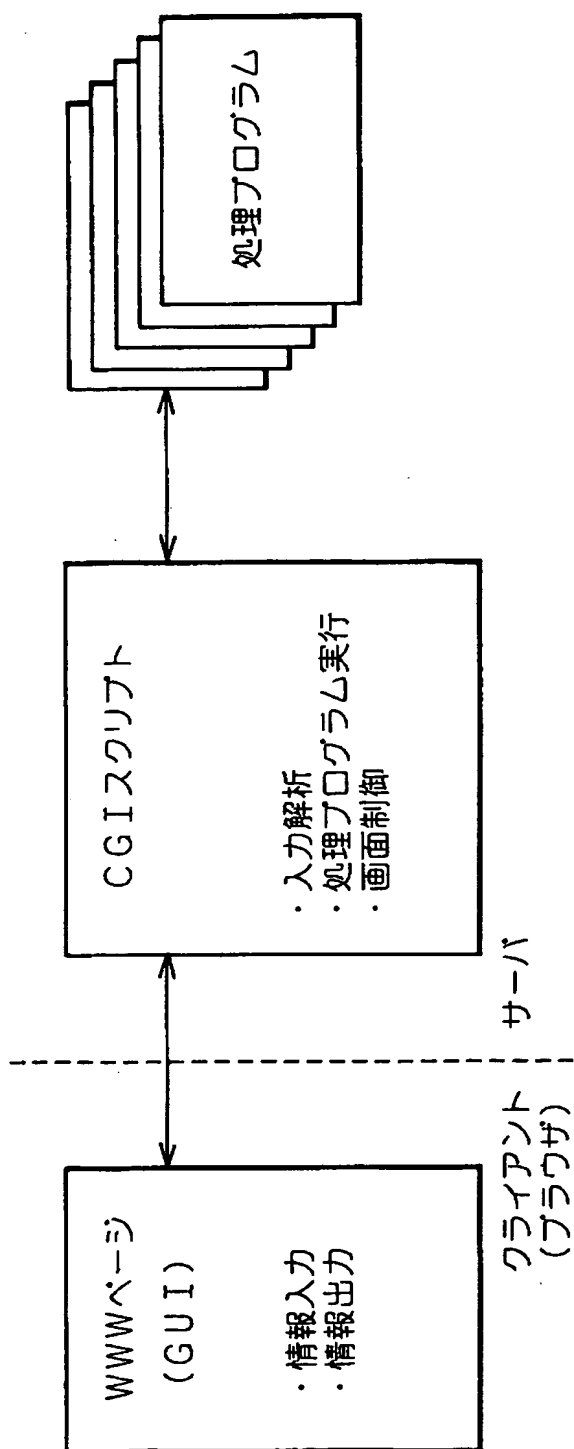 WWWページ
(GUI)
・情報入力
・情報出力
クライアント
(ブラウザ)
CGIスクリプト
・入力解析
・処理プログラム実行
・画面制御
サーバ
処理プログラム